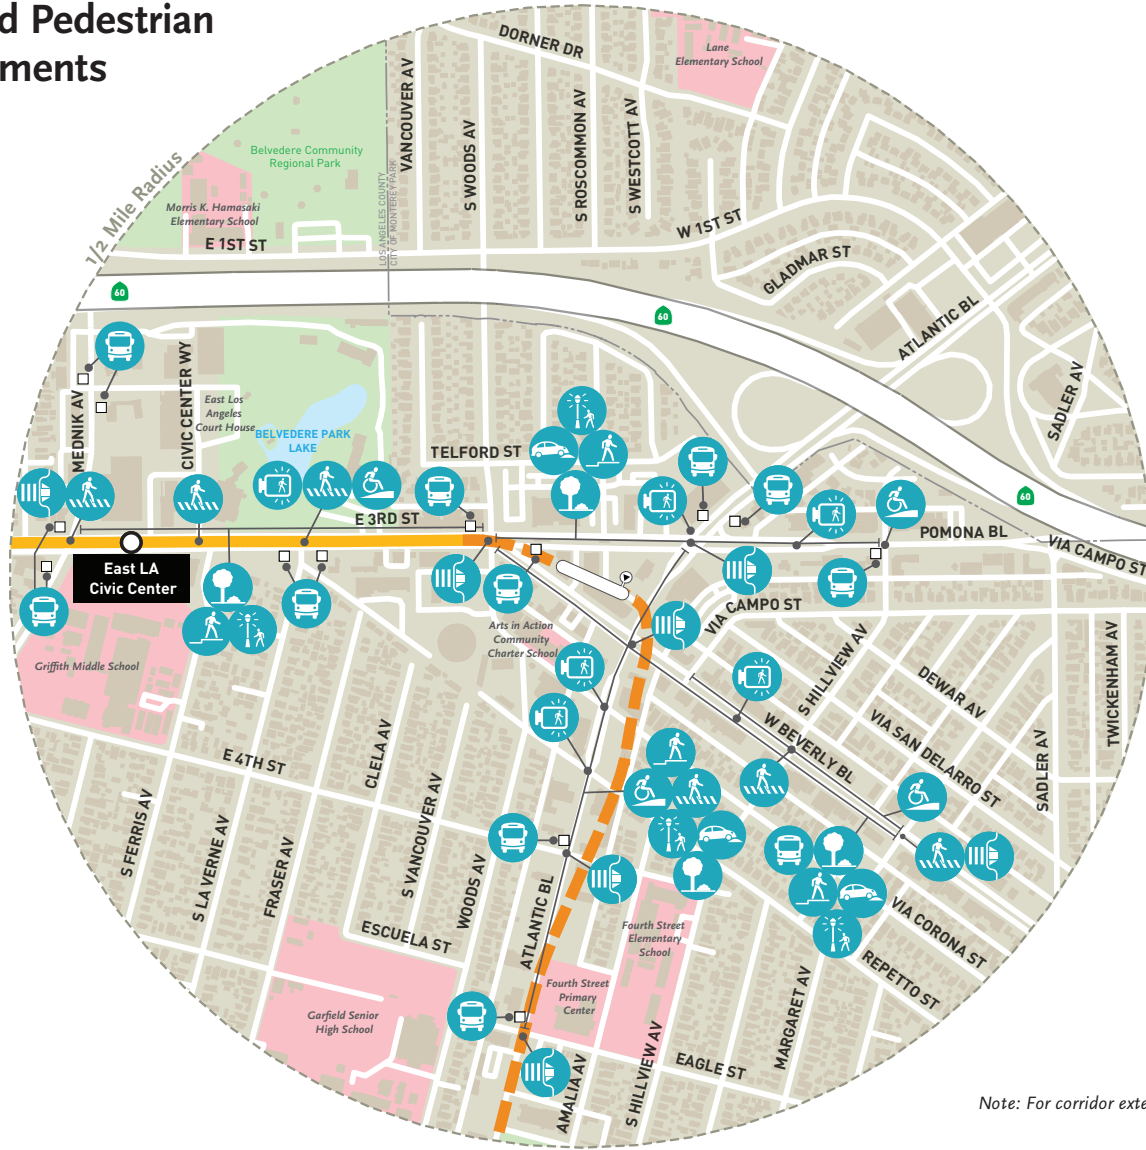 d Pedestrian
ments
1/2 Mile Radius
DORNER DR
Lane
Elementary School
VANCOUVER AV
S WOODS AV
S ROSCOMMON AV
S WESTCOTT AV
Belvedere Community
Regional Park
LOS ANGELES COUNTY
CITY OF MONTEREY PARK
Morris K. Hamasaki
Elementary School
E 1ST ST
W 1ST ST
GLADMAR ST
60
60
ATLANTIC BL
SADLER AV
MEDNIK AV
CIVIC CENTER WY
East Los
Angeles
Court House
BELVEDERE PARK
LAKE
TELFORD ST
60
E 3RD ST
POMONA BL
VIA CAMPO ST
East LA
Civic Center
VIA CAMPO ST
Arts in Action
Community
Charter School
Griffith Middle School
S HILLVIEW AV
DEWAR AV
TWICKENHAM AV
W BEVERLY BL
VIA SAN DELARRO ST
SADLER AV
E 4TH ST
CLELA AV
S FERRIS AV
S LA VERNE AV
FRASER AV
S VANCOUVER AV
WOODS AV
ATLANTIC BL
ESCUELA ST
Fourth Street
Elementary
School
VIA CORONA ST
REPETTO ST
Fourth Street
Primary
Center
Garfield Senior
High School
MARGARET AV
S HILLVIEW AV
EAGLE ST
AMALIA AV
Note: For corridor exte